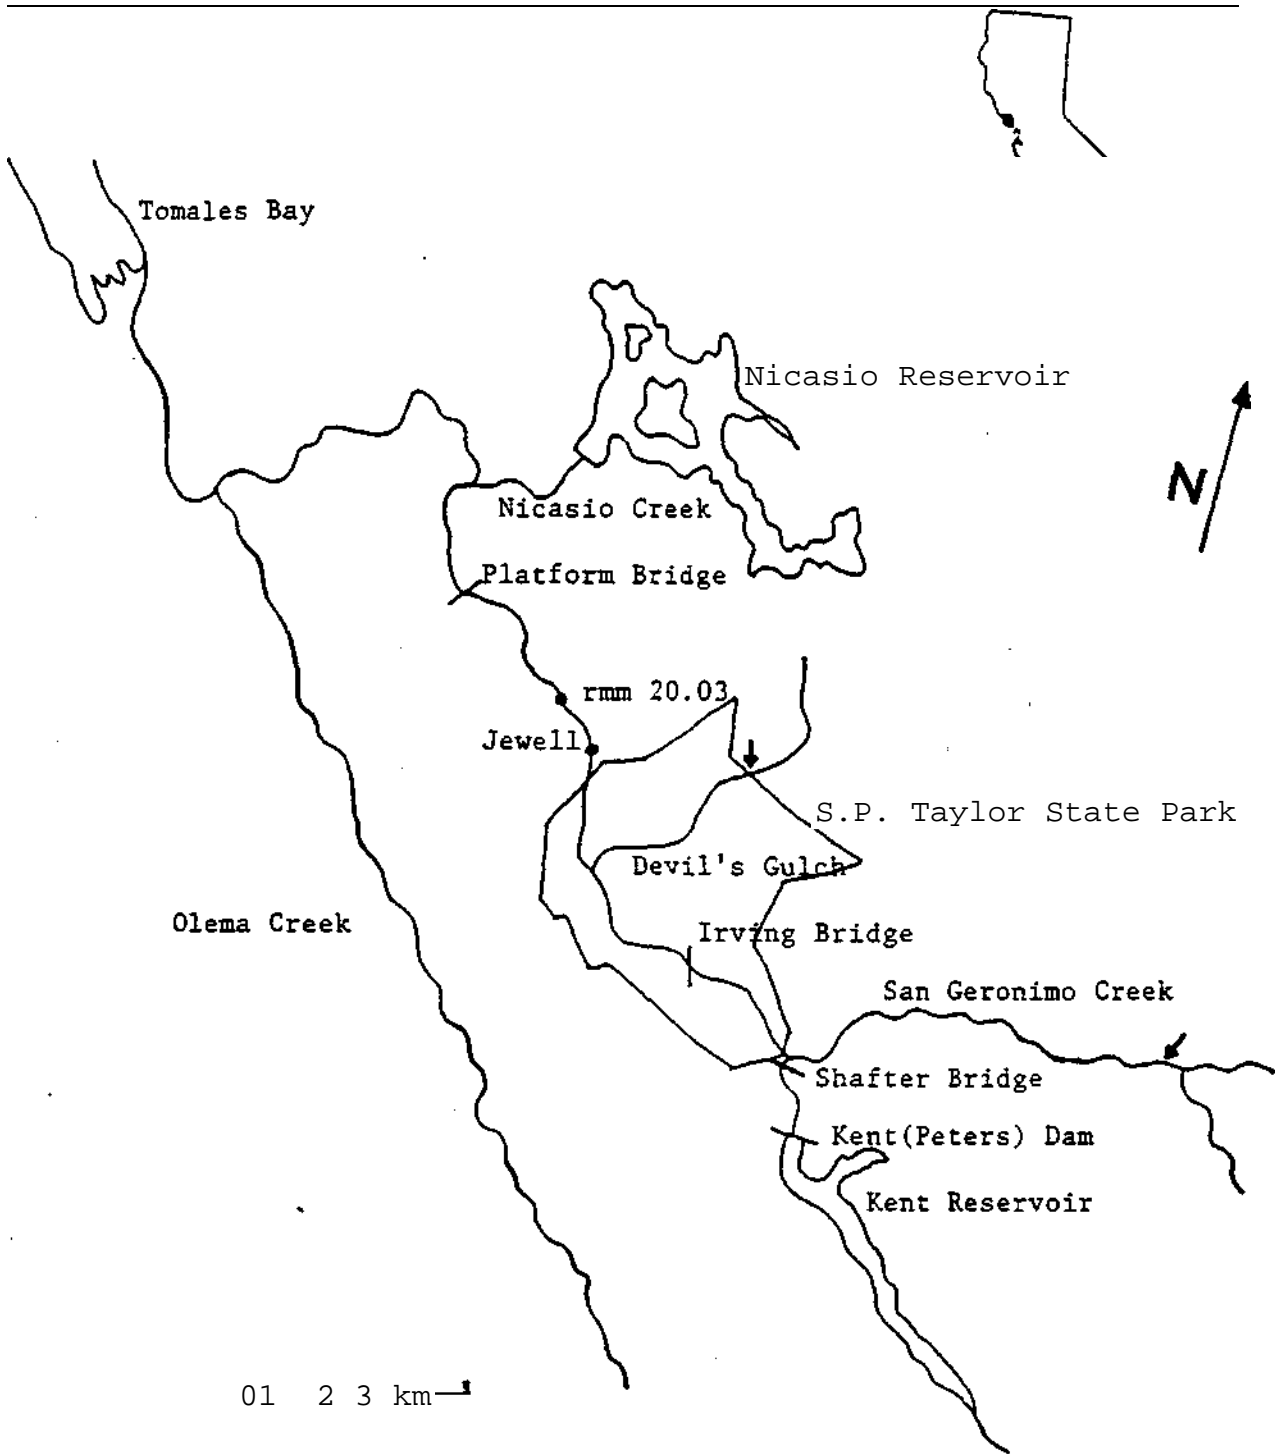 Tomales Bay
Nicasio Reservoir
N
Nicasio Creek
Platform Bridge
rmm 20.03
Jewell
S.P. Taylor State Park
Devil's Gulch
Olema Creek
Irving Bridge
San Geronimo Creek
Shafter Bridge
Kent(Peters) Dam
Kent Reservoir
01 2 3 km